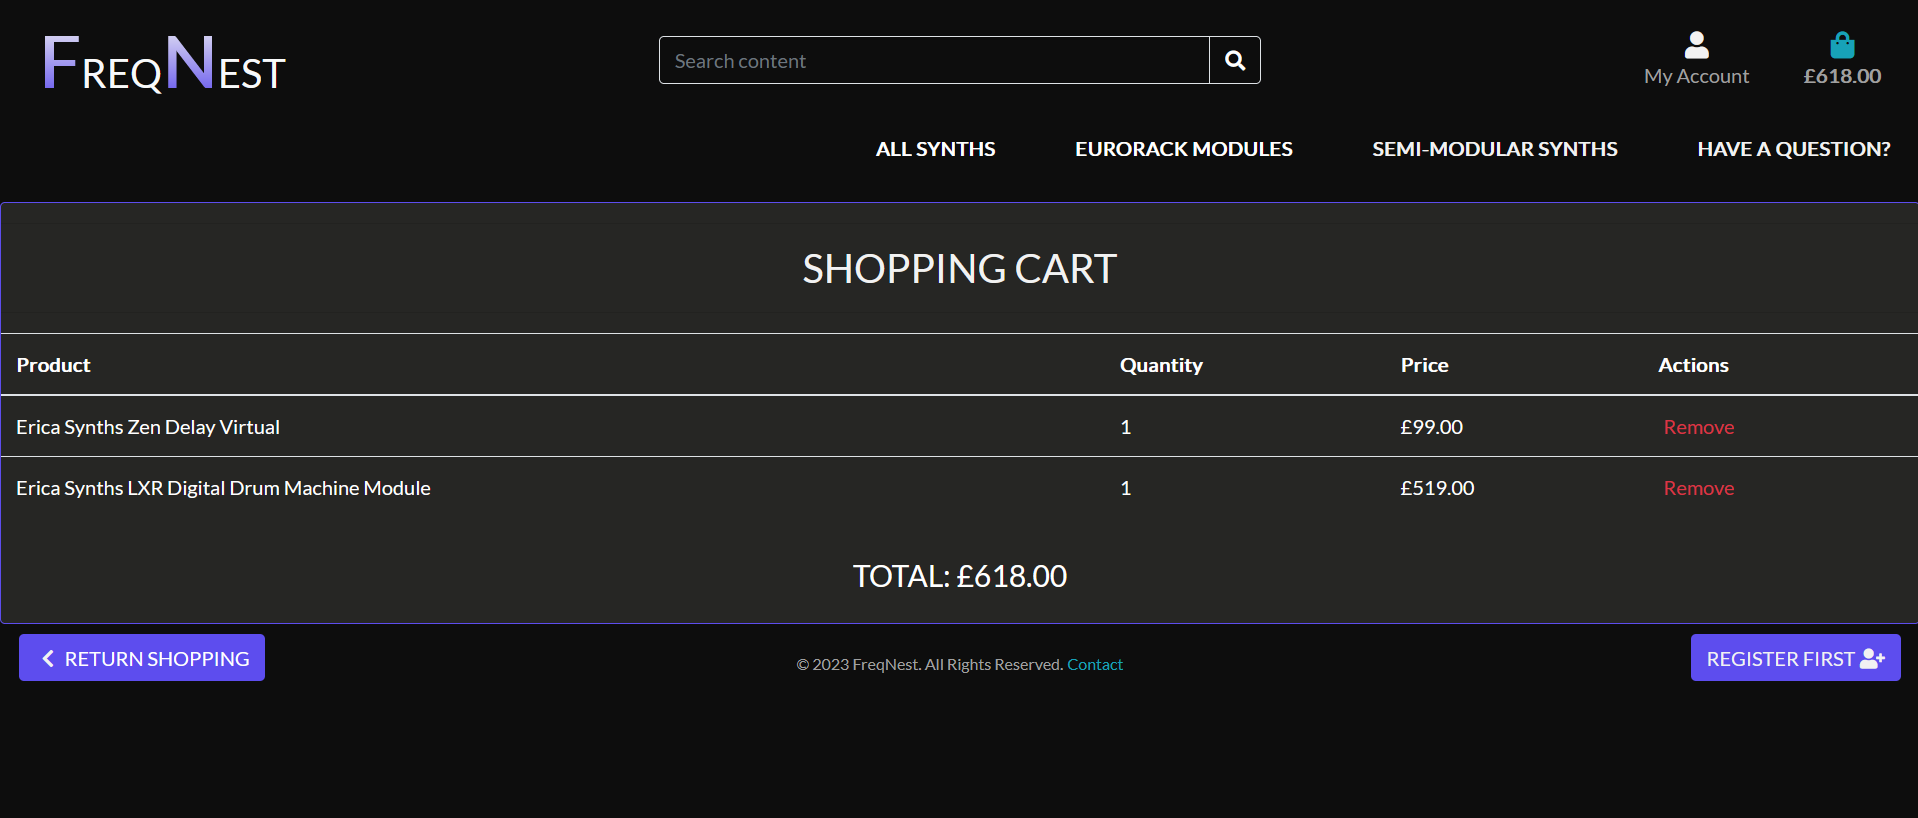 FREQNEST
Search content
My Account
£618.00
ALL SYNTHS
EURORACK MODULES
SEMI-MODULAR SYNTHS
HAVE A QUESTION?
SHOPPING CART
Product Quantity Price Actions
Erica Synths Zen Delay Virtual 1 £99.00 Remove
Erica Synths LXR Digital Drum Machine Module 1 £519.00 Remove
TOTAL: £618.00
RETURN SHOPPING
© 2023 FreqNest. All Rights Reserved. Contact
REGISTER FIRST